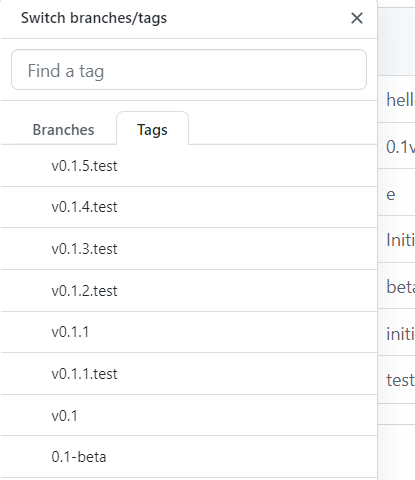 Switch branches/tags
Find a tag
Branches Tags
v0.1.5.test
v0.1.4.test
v0.1.3.test
v0.1.2.test
v0.1.1
v0.1.1.test
v0.1
0.1-beta
hell
0.1v
e
Initi
beta
initi
test